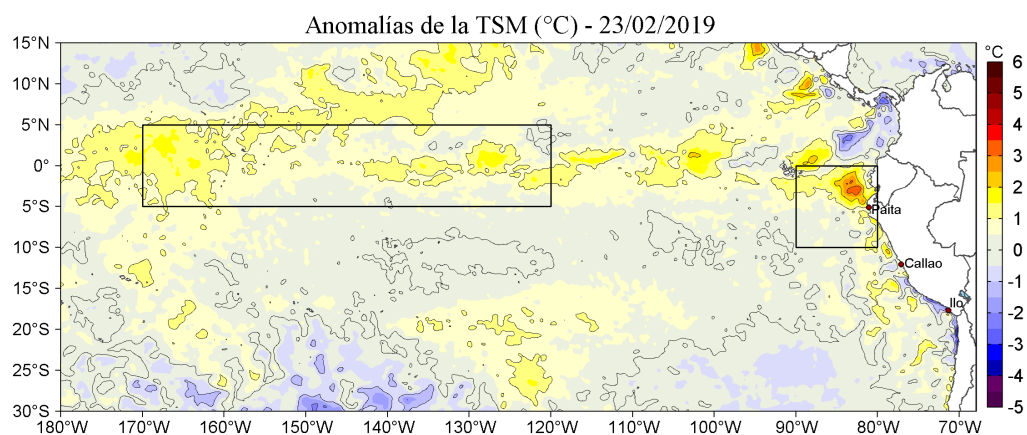 Anomalías de la TSM (°C) - 23/02/2019
15°N
10°N
5°N
0°
5°S
10°S
15°S
20°S
25°S
30°S
180°W
170°W
160°W
150°W
140°W
130°W
120°W
110°W
100°W
90°W
80°W
70°W
Paita
Callao
Ilo
°C
6
5
4
3
2
1
0
-1
-2
-3
-4
-5